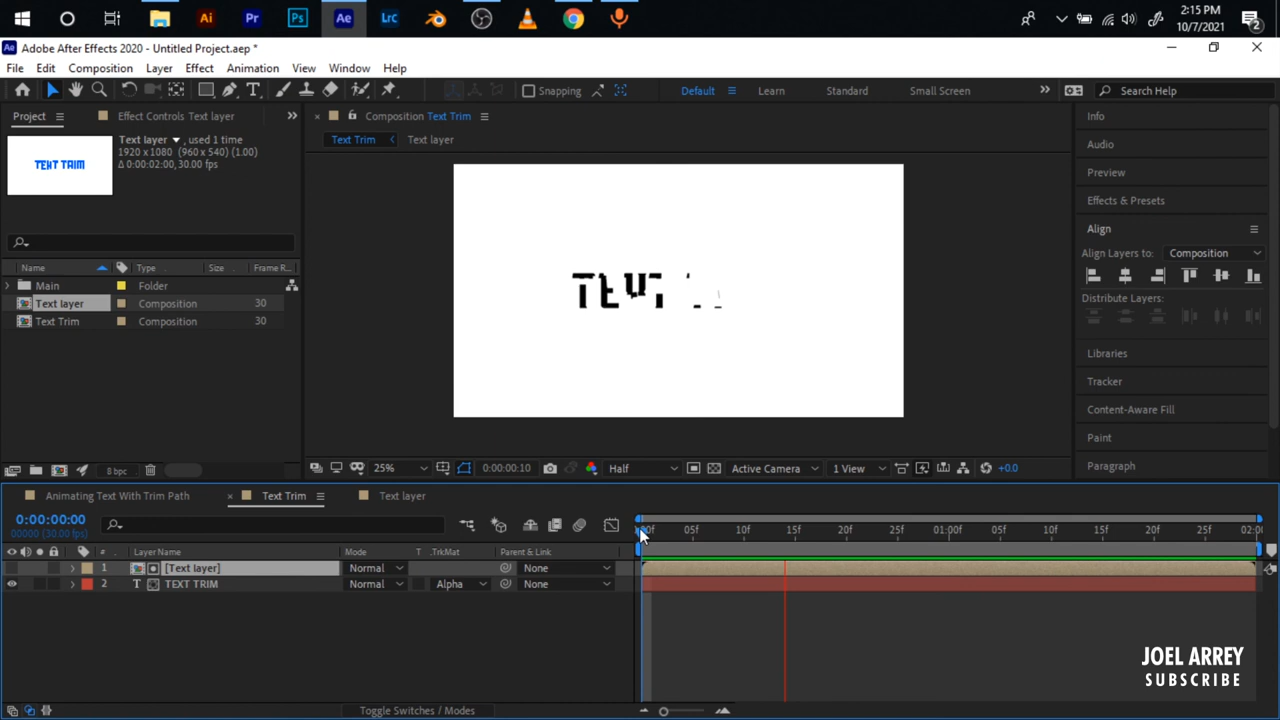 Ai
Pr
Ps
Ae
Lrc
2:15 PM
10/7/2021
2
Ae Adobe After Effects 2020 - Untitled Project.aep *
File Edit Composition Layer Effect Animation View Window Help
Snapping
Default
Learn
Standard
Small Screen
Search Help
Project
Effect Controls Text layer
Composition Text Trim
Text Trim
Text layer
TEXT TRIM
Text layer , used 1 time
1920 x 1080 (960 x 540) (1.00)
Δ 0:00:02:00, 30.00 fps
Name Type Size Frame R...
Main Folder
Text layer Composition 30
Text Trim Composition 30
8 bpc
25%
0:00:00:10
Half
Active Camera
1 View
+0.0
Info
Audio
Preview
Effects & Presets
Align
Align Layers to: Composition
Distribute Layers:
Libraries
Tracker
Content-Aware Fill
Paint
Paragraph
Animating Text With Trim Path
Text Trim
Text layer
0:00:00:00
00000 (30.00 fps)
05f 10f 15f 20f 25f 01:00f 05f 10f 15f 20f 25f 02:0
# Layer Name Mode T .TrkMat Parent & Link
1 [Text layer] Normal None
2 T TEXT TRIM Normal Alpha None
Toggle Switches / Modes
JOEL ARREY
SUBSCRIBE